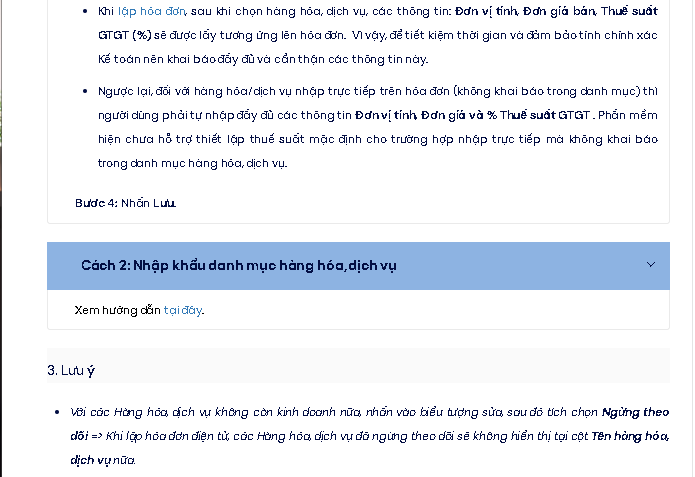 Khi lập hóa đơn, sau khi chọn hàng hóa, dịch vụ, các thông tin: Đơn vị tính, Đơn giá bán, Thuế suất
GTGT (%) sẽ được lấy tương ứng lên hóa đơn. Vì vậy, để tiết kiệm thời gian và đảm bảo tính chính xác
Kế toán nên khai báo đầy đủ và cẩn thận các thông tin này.
Ngược lại, đối với hàng hóa/dịch vụ nhập trực tiếp trên hóa đơn (không khai báo trong danh mục) thì
người dùng phải tự nhập đầy đủ các thông tin Đơn vị tính, Đơn giá và % Thuế suất GTGT . Phần mềm
hiện chưa hỗ trợ thiết lập thuế suất mặc định cho trường hợp nhập trực tiếp mà không khai báo
trong danh mục hàng hóa, dịch vụ.
Bước 4: Nhấn Lưu.
Cách 2: Nhập khẩu danh mục hàng hóa,dịch vụ
Xem hướng dẫn tại đây.
3. Lưu ý
Với các Hàng hóa, dịch vụ không còn kinh doanh nữa, nhấn vào biểu tượng sửa, sau đó tích chọn Ngừng theo
dõi => Khi lập hóa đơn điện tử, các Hàng hóa, dịch vụ đã ngừng theo dõi sẽ không hiển thị tại cột Tên hàng hóa,
dịch vụ nữa.